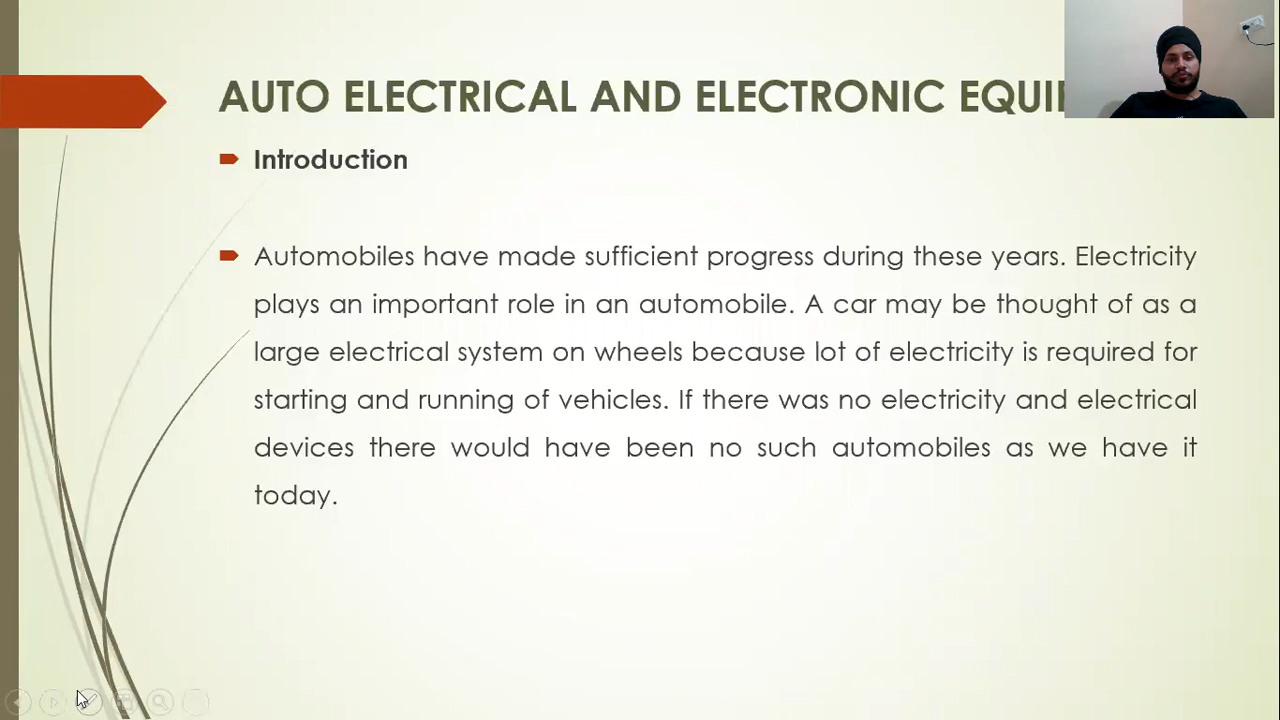 AUTO ELECTRICAL AND ELECTRONIC
Introduction
Automobiles have made sufficient progress during these years. Electricity
plays an important role in an automobile. A car may be thought of as a
large electrical system on wheels because lot of electricity is required for
starting and running of vehicles. If there was no electricity and electrical
devices there would have been no such automobiles as we have it
today.